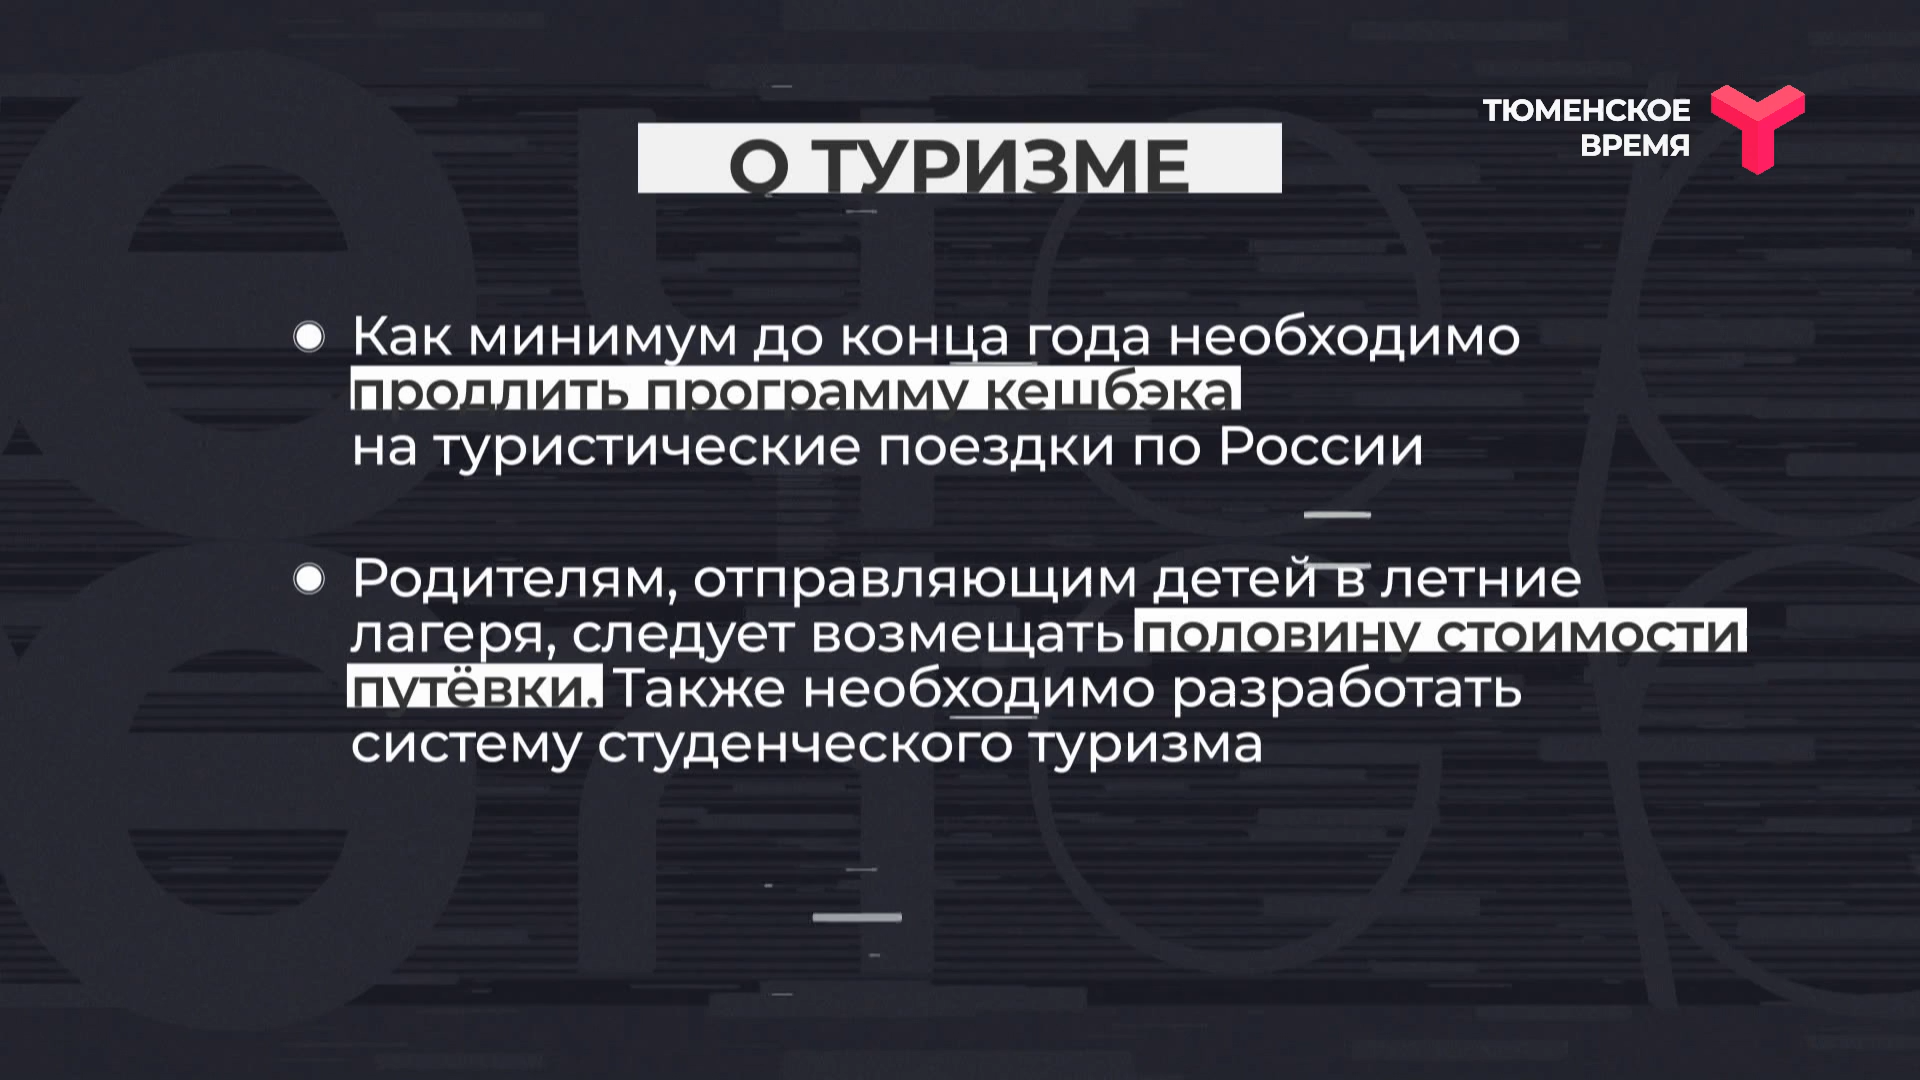 ТЮМЕНСКОЕ
ВРЕМЯ
О ТУРИЗМЕ
Как минимум до конца года необходимо
продлить программу кешбэка
на туристические поездки по России
Родителям, отправляющим детей в летние
лагеря, следует возмещать половину стоимости
путёвки. Также необходимо разработать
систему студенческого туризма